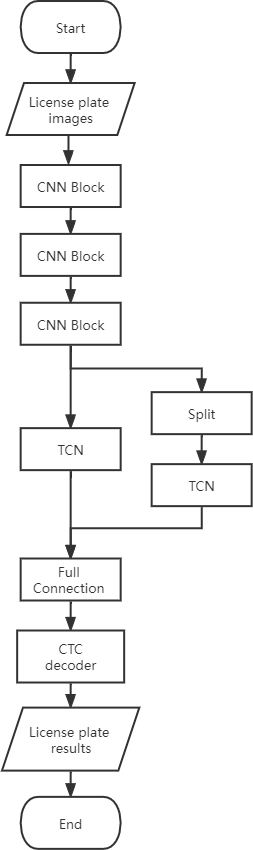 Start
License plate
images
CNN Block
CNN Block
CNN Block
Split
TCN
TCN
Full
Connection
CTC
decoder
License plate
results
End